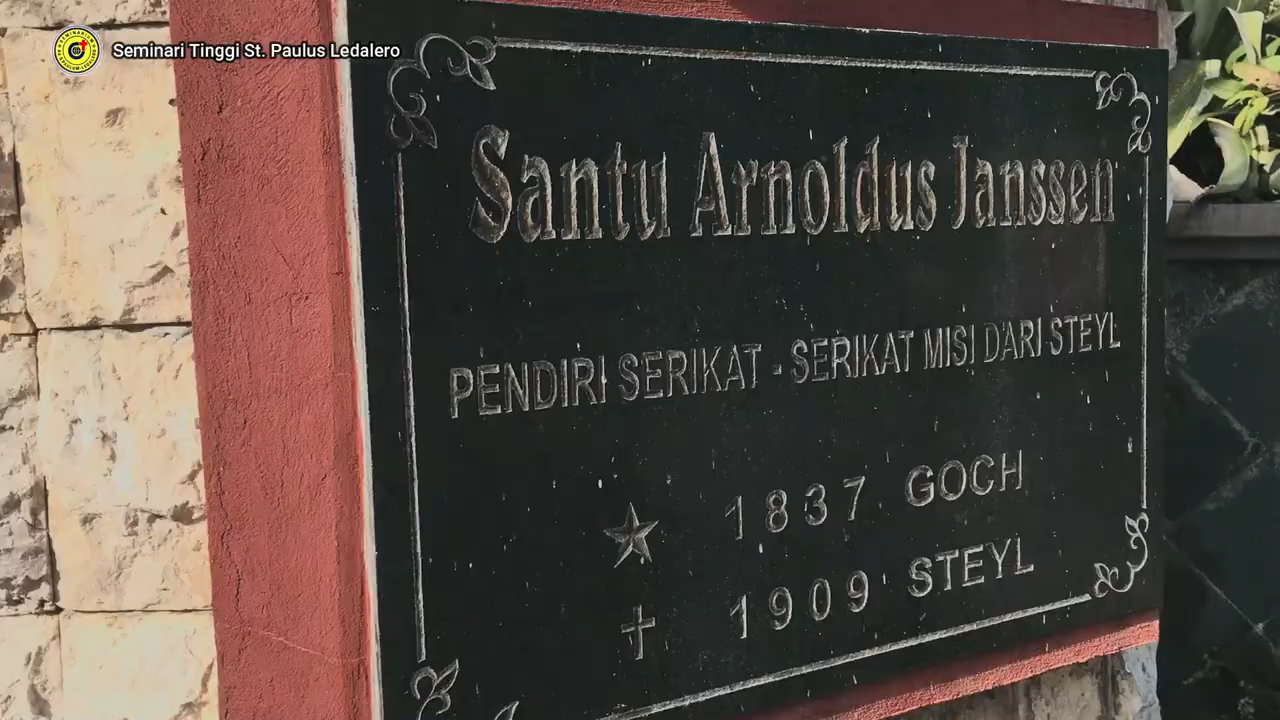 Seminari Tinggi St. Paulus Ledalero
Santu Arnoldus Janssen
PENDIRI SERIKAT - SERIKAT MISI DARI STEYL
1837 GOCH
1909 STEYL